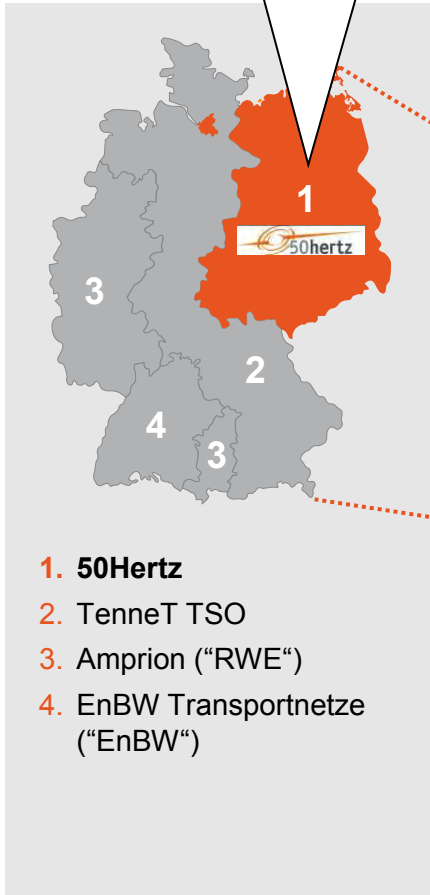 1
50hertz
3
2
4
3
1. 50Hertz
2. TenneT TSO
3. Amprion (“RWE“)
4. EnBW Transportnetze
(“EnBW“)